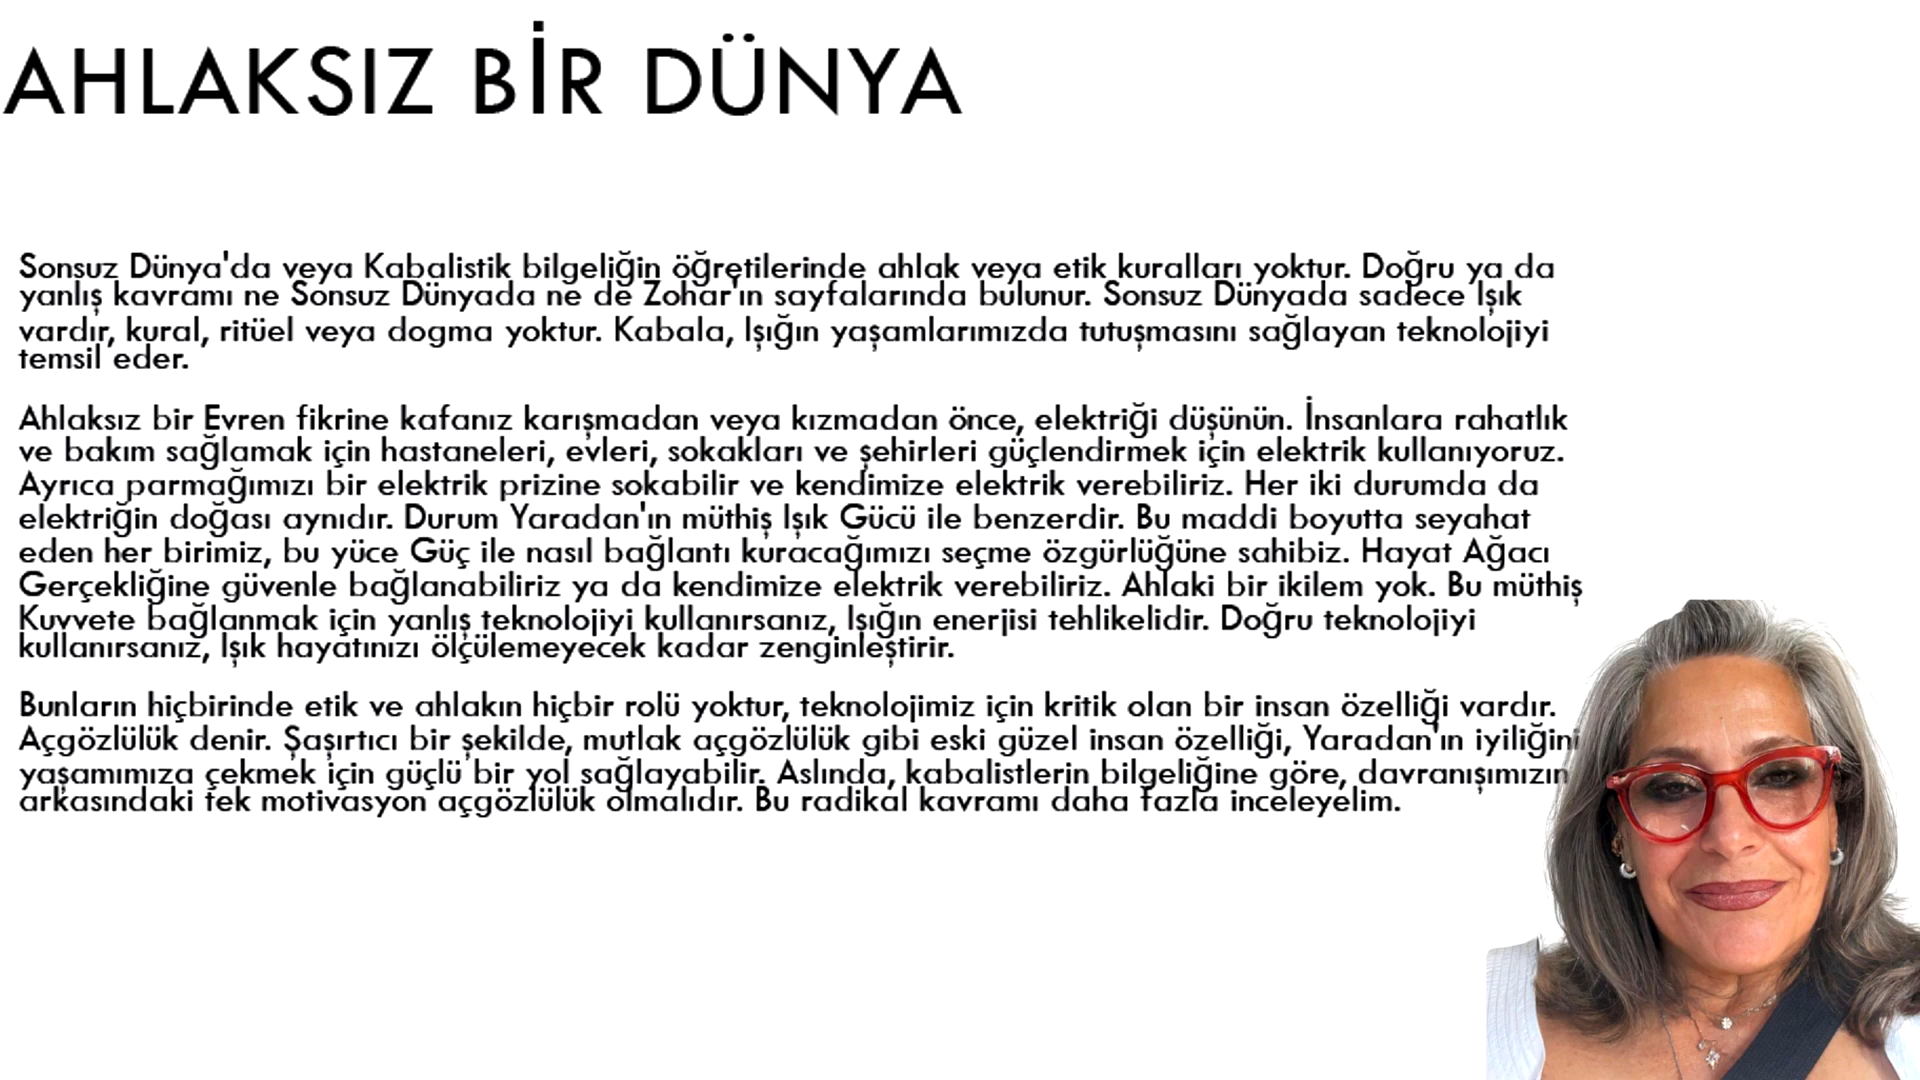 AHLAKSIZ BİR DÜNYA
Sonsuz Dünya'da veya Kabalistik bilgeliğin öğretilerinde ahlak veya etik kuralları yoktur. Doğru ya da
yanlış kavramı ne Sonsuz Dünyada ne de Zohar'ın sayfalarında bulunur. Sonsuz Dünyada sadece Işık
vardır, kural, ritüel veya dogma yoktur. Kabala, Işığın yaşamlarımızda tutuşmasını sağlayan teknolojiyi
temsil eder.
Ahlaksız bir Evren fikrine kafanız karışmadan veya kızmadan önce, elektriği düşünün. İnsanlara rahatlık
ve bakım sağlamak için hastaneleri, evleri, sokakları ve şehirleri güçlendirmek için elektrik kullanıyoruz.
Ayrıca parmağımızı bir elektrik prizine sokabilir ve kendimize elektrik verebiliriz. Her iki durumda da
elektriğin doğası aynıdır. Durum Yaradan'ın müthiş Işık Gücü ile benzerdir. Bu maddi boyutta seyahat
eden her birimiz, bu yüce Güç ile nasıl bağlantı kuracağımızı seçme özgürlüğüne sahibiz. Hayat Ağacı
Gerçekliğine güvenle bağlanabiliriz ya da kendimize elektrik verebiliriz. Ahlaki bir ikilem yok. Bu müthiş
Kuvvete bağlanmak için yanlış teknolojiyi kullanırsanız, Işığın enerjisi tehlikelidir. Doğru teknolojiyi
kullanırsanız, Işık hayatınızı ölçülemeyecek kadar zenginleştirir.
Bunların hiçbirinde etik ve ahlakın hiçbir rolü yoktur, teknolojimiz için kritik olan bir insan özelliği vardır.
Açgözlülük denir. Şaşırtıcı bir şekilde, mutlak açgözlülük gibi eski güzel insan özelliği, Yaradan'ın iyiliğini
yaşamımıza çekmek için güçlü bir yol sağlayabilir. Aslında, kabalistlerin bilgeliğine göre, davranışımızın
arkasındaki tek motivasyon açgözlülük olmalıdır. Bu radikal kavramı daha fazla inceleyelim.